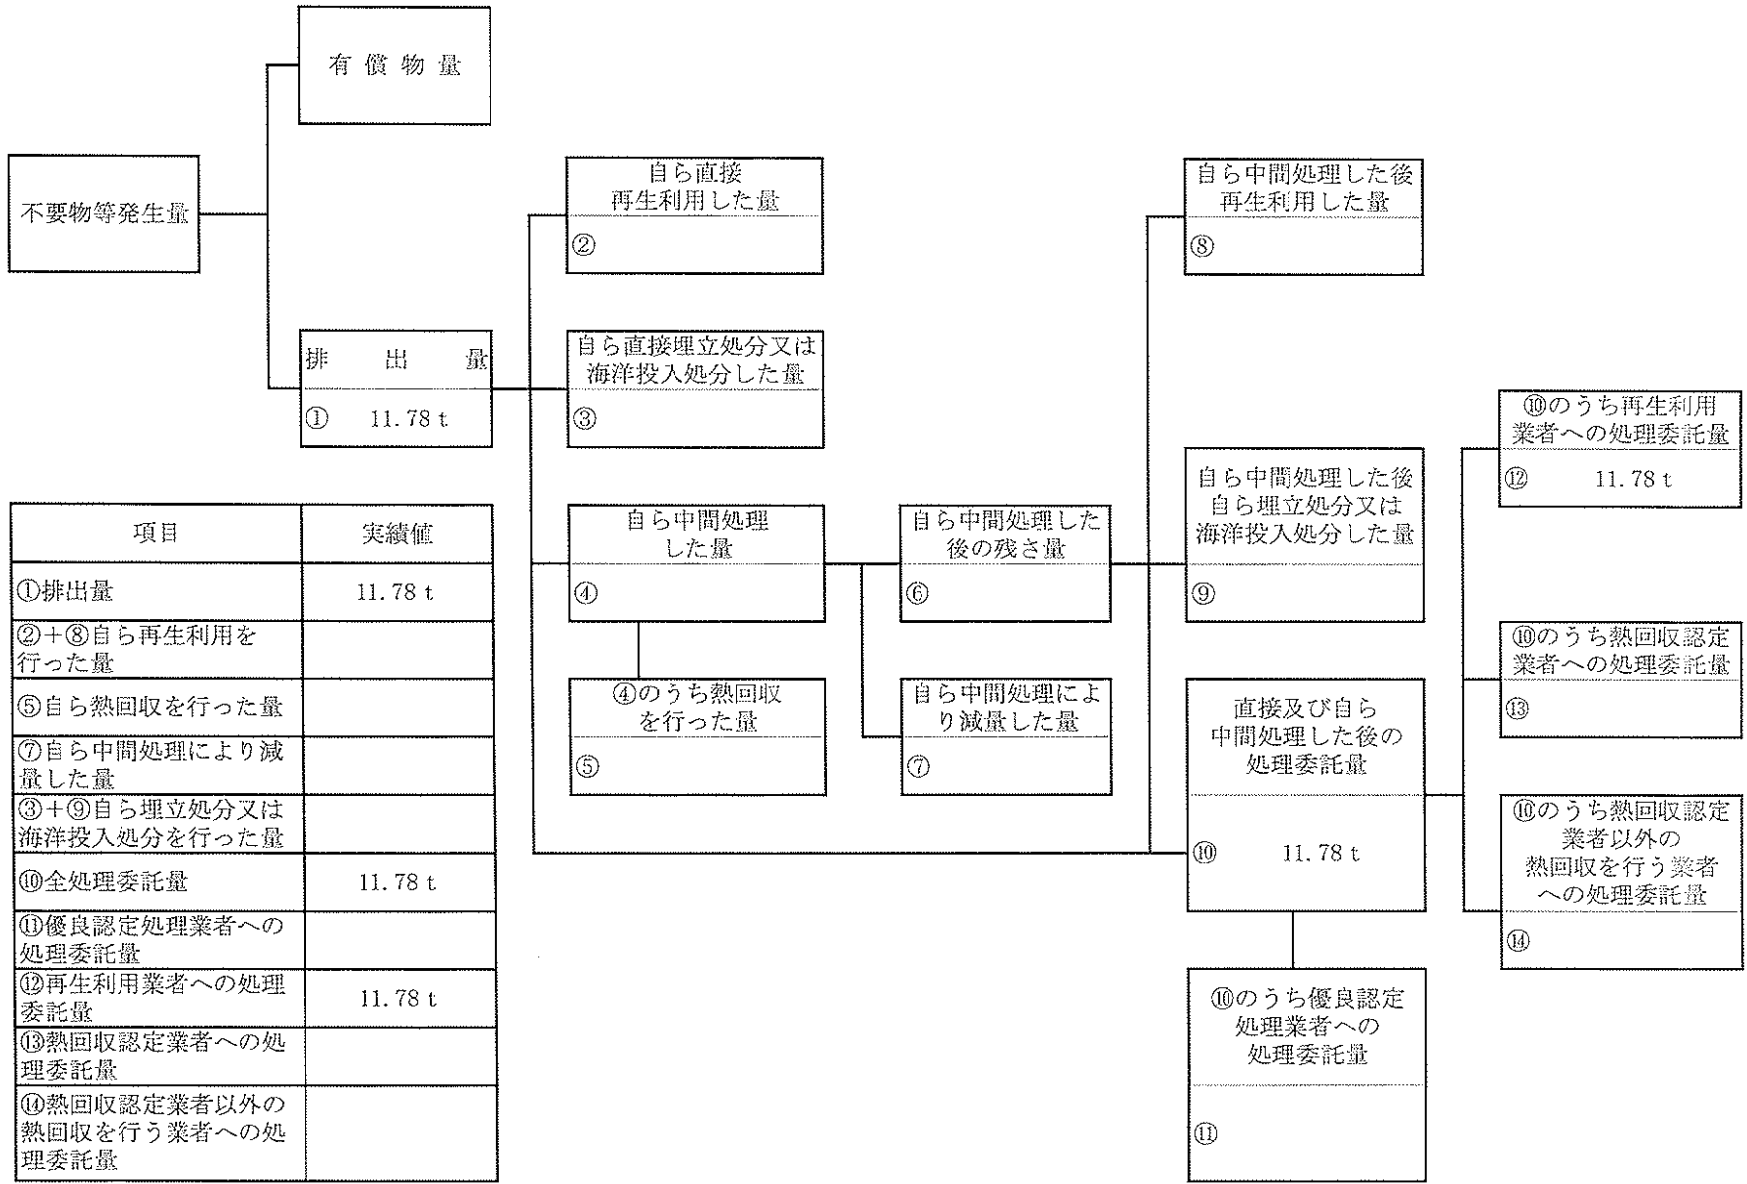 有償物量
不要物等発生量
排出量
① 11.78 t
自ら直接
再生利用した量
②
自ら直接埋立処分又は
海洋投入処分した量
③
自ら中間処理
した量
④
④のうち熱回収
を行った量
⑤
自ら中間処理した
後の残さ量
⑥
自ら中間処理によ
り減量した量
⑦
自ら中間処理した後
再生利用した量
⑧
自ら中間処理した後
自ら埋立処分又は
海洋投入処分した量
⑨
直接及び自ら
中間処理した後の
処理委託量
⑩ 11.78 t
⑩のうち優良認定
処理業者への
処理委託量
⑪
⑩のうち再生利用
業者への処理委託量
⑫ 11.78 t
⑩のうち熱回収認定
業者への処理委託量
⑬
⑩のうち熱回収認定
業者以外の
熱回収を行う業者
への処理委託量
⑭
項目 実績値
①排出量 11.78 t
②＋⑧自ら再生利用を
行った量
⑤自ら熱回収を行った量
⑦自ら中間処理により減
量した量
③＋⑨自ら埋立処分又は
海洋投入処分を行った量
⑩全処理委託量 11.78 t
⑪優良認定処理業者への
処理委託量
⑫再生利用業者への処理
委託量 11.78 t
⑬熱回収認定業者への処
理委託量
⑭熱回収認定業者以外の
熱回収を行う業者への処
理委託量